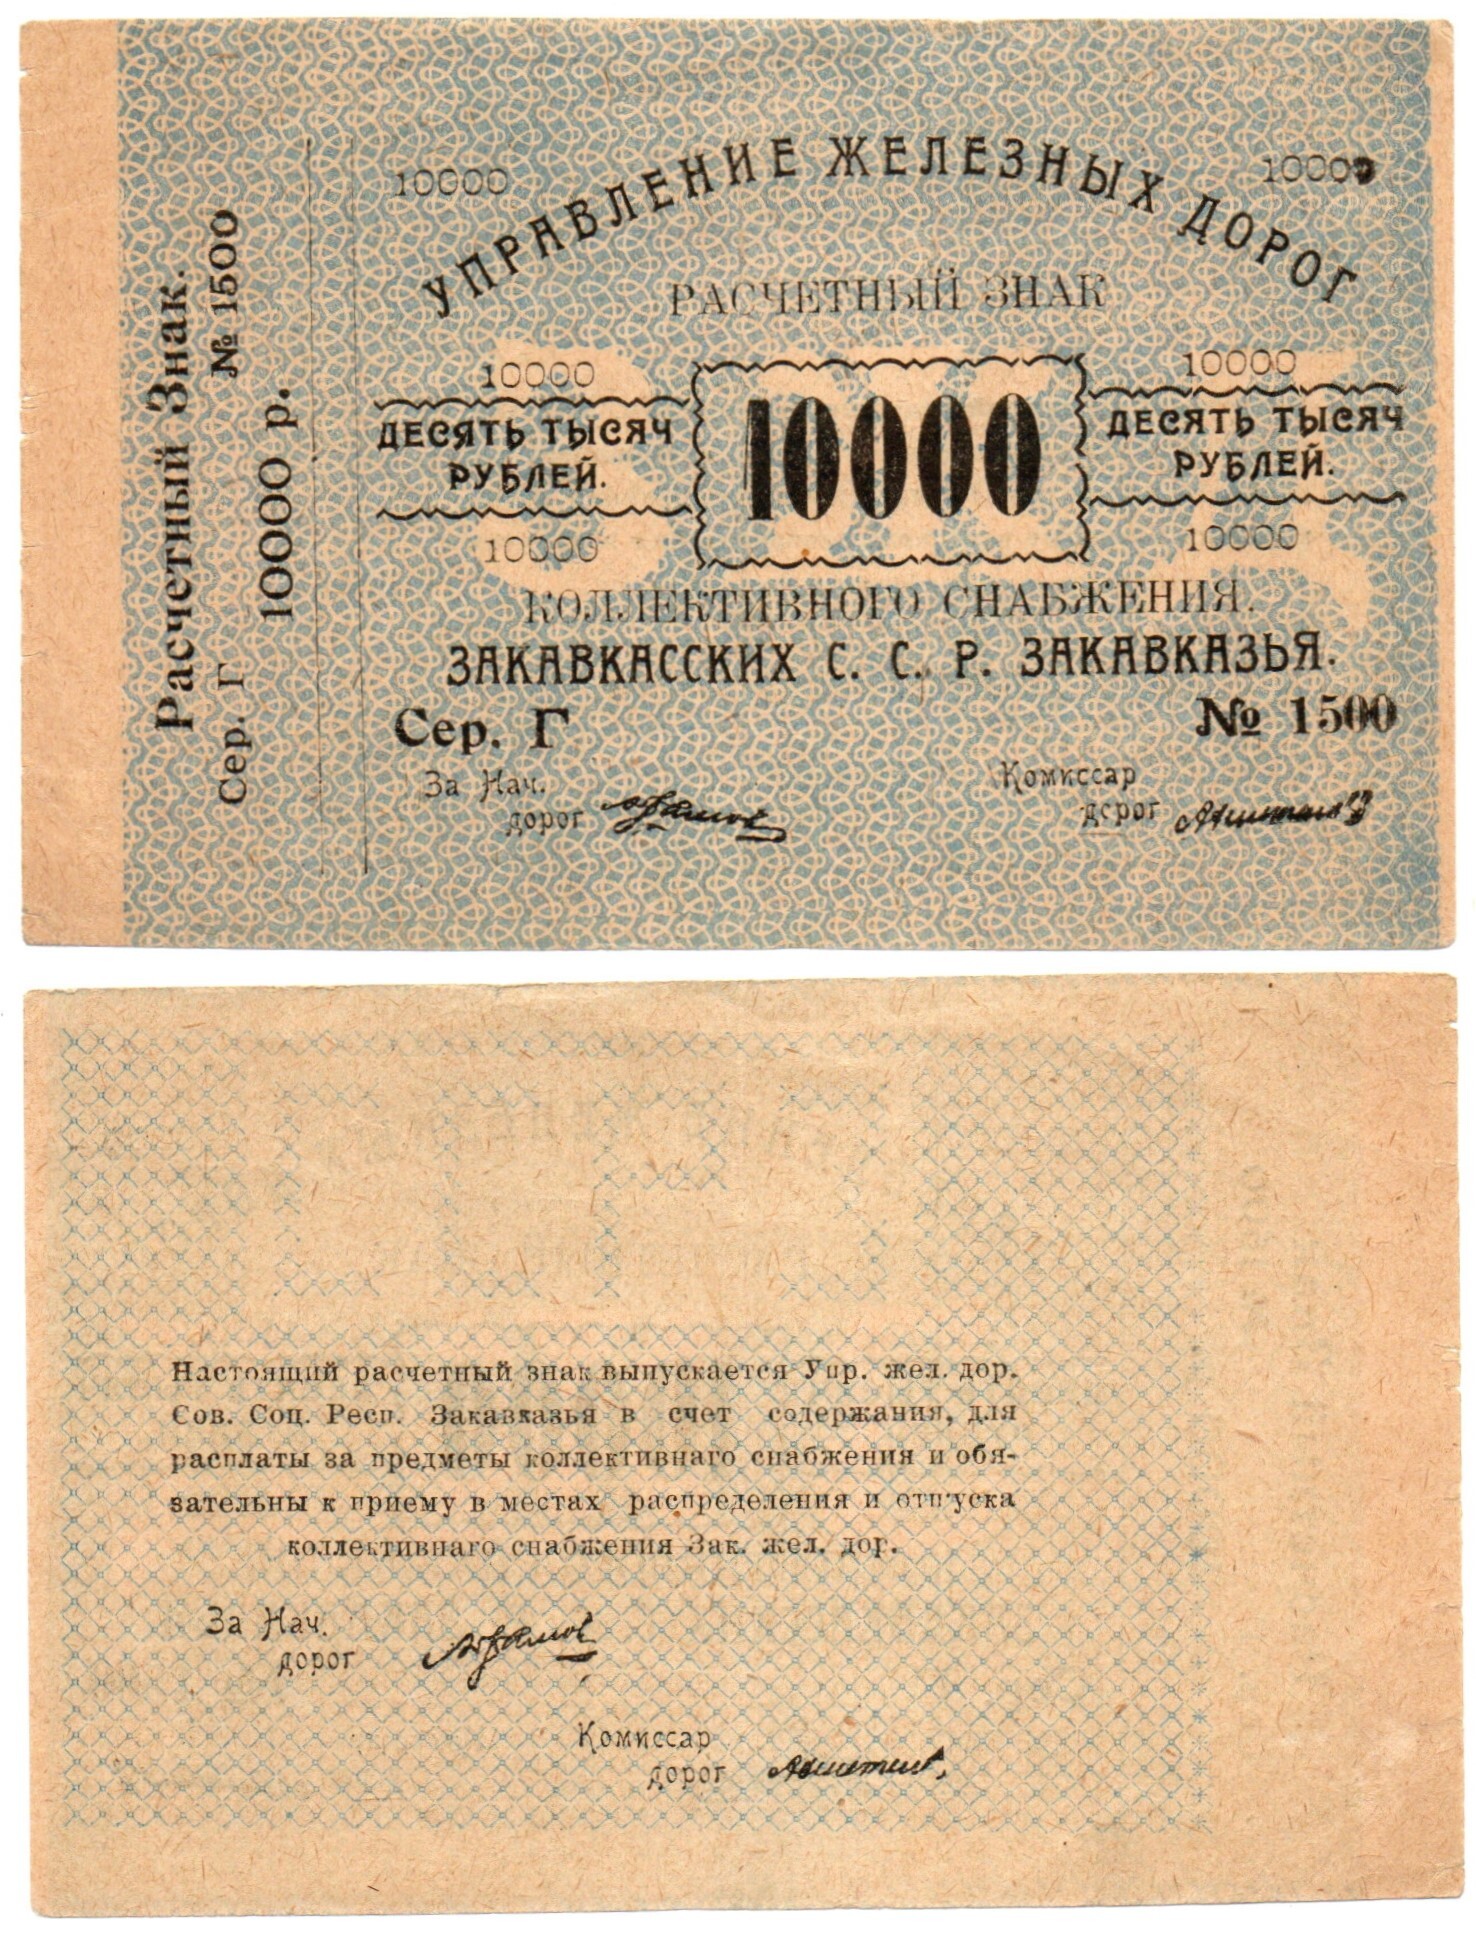 Расчетный Знак.
Сер. Г № 1500
10000 р.
10000 10000
УПРАВЛЕНИЕ ЖЕЛЕЗНЫХ ДОРОГ
РАСЧЕТНЫЙ ЗНАК
10000 10000
ДЕСЯТЬ ТЫСЯЧ
РУБЛЕЙ.
10000
ДЕСЯТЬ ТЫСЯЧ
РУБЛЕЙ.
10000 10000
КОЛЛЕКТИВНОГО СНАБЖЕНИЯ.
ЗАКАВКАССКИХ С. С. Р. ЗАКАВКАЗЬЯ.
Сер. Г № 1500
За Нач.
дорог
Комиссар
дорог
Настоящий расчетный знак выпускается Упр. жел. дор.
Сов. Соц. Респ. Закавказья в счет содержания, для
расплаты за предметы коллективнаго снабжения и обя-
зательны к приему в местах распределения и отпуска
коллективнаго снабжения Зак. жел. дор.
За Нач.
дорог
Комиссар
дорог